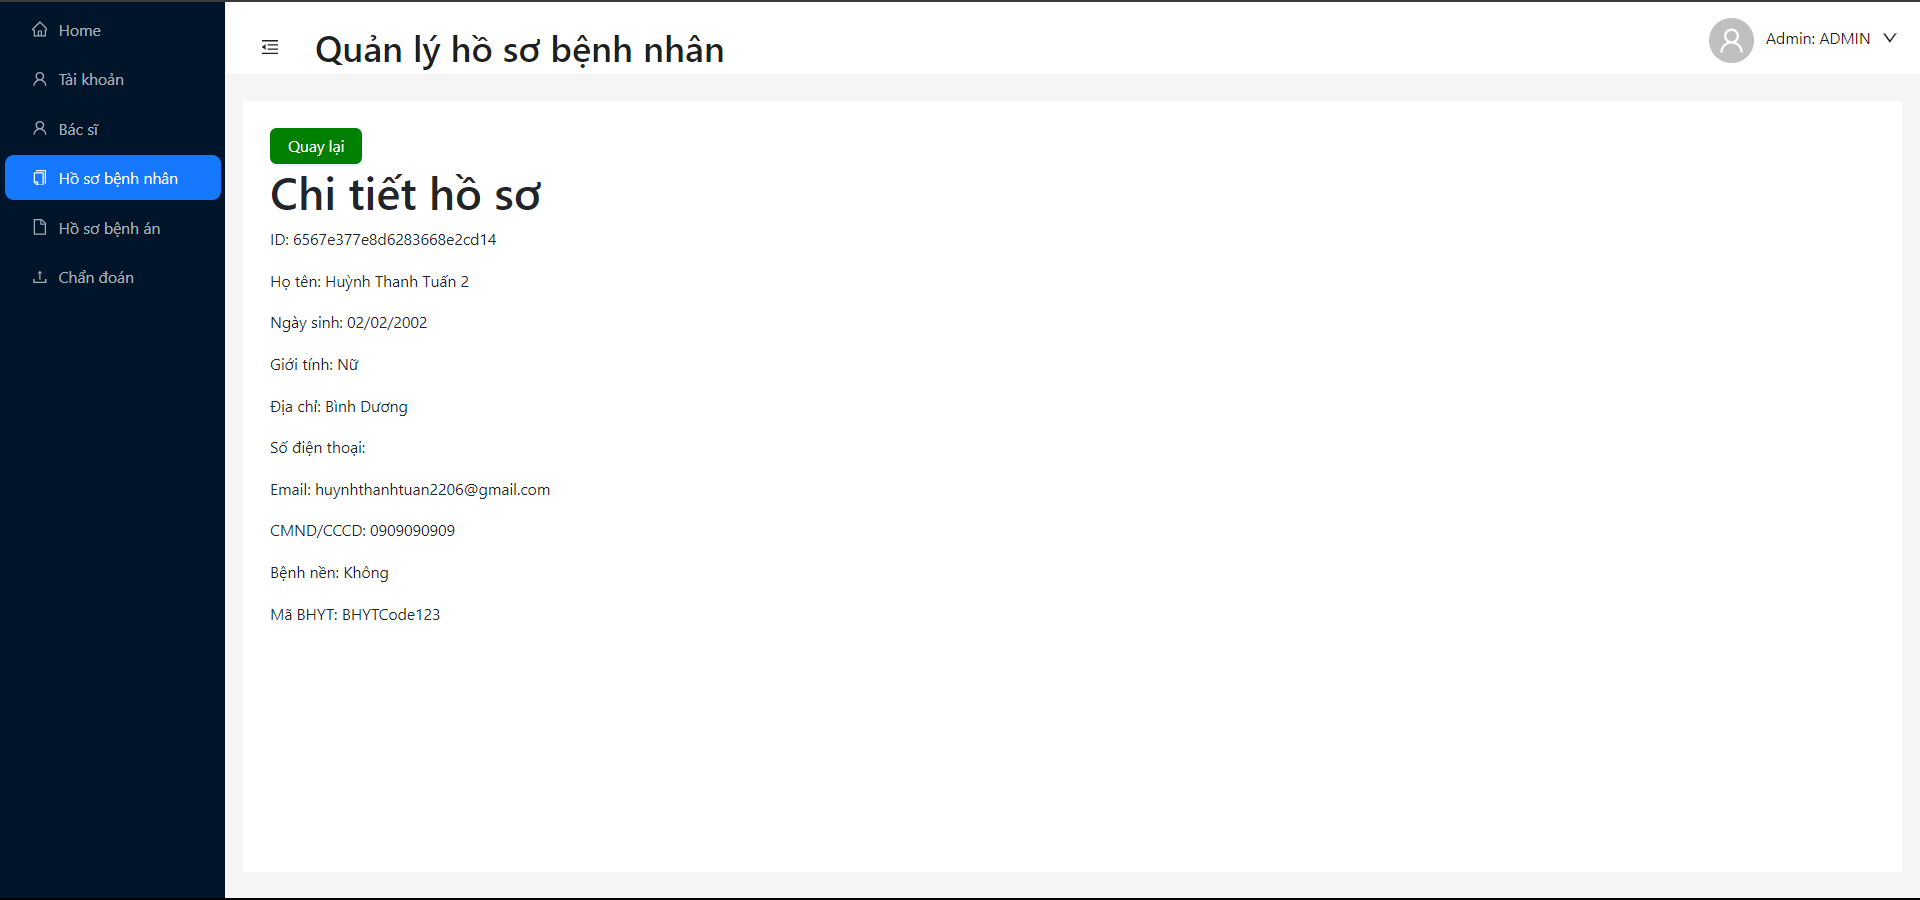 Home
Tài khoản
Bác sĩ
Hồ sơ bệnh nhân
Hồ sơ bệnh án
Chẩn đoán
Quản lý hồ sơ bệnh nhân
Admin: ADMIN
Quay lại
Chi tiết hồ sơ
ID: 6567e377e8d6283668e2cd14
Họ tên: Huỳnh Thanh Tuấn 2
Ngày sinh: 02/02/2002
Giới tính: Nữ
Địa chỉ: Bình Dương
Số điện thoại:
Email: huynhthanhtuan2206@gmail.com
CMND/CCCD: 0909090909
Bệnh nền: Không
Mã BHYT: BHYTCode123